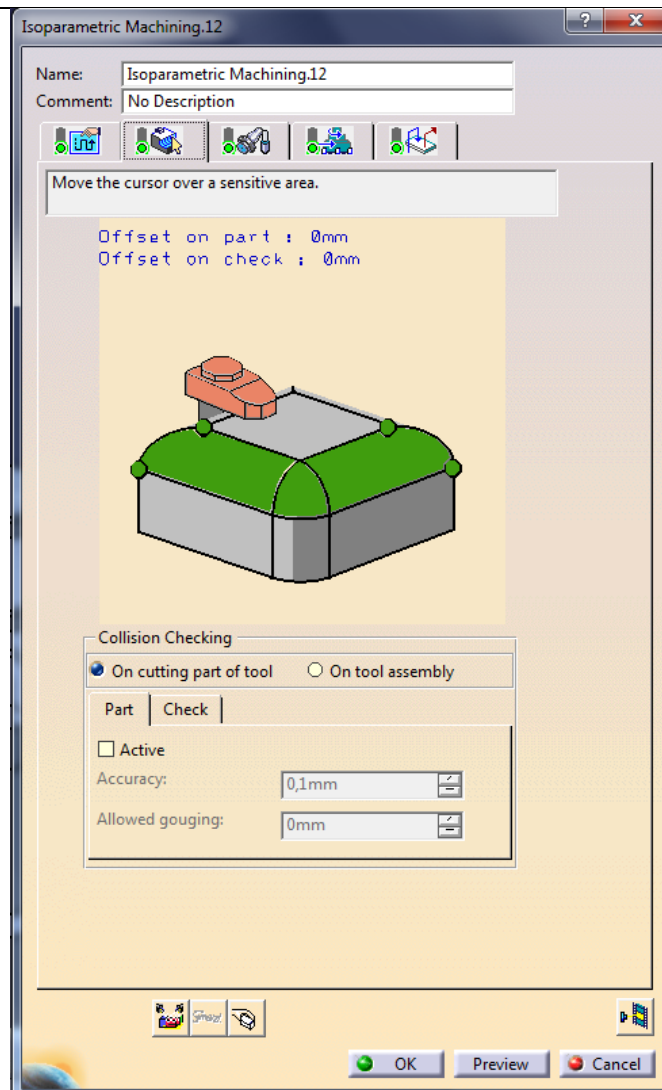 Isoparametric Machining.12
?
Name: Isoparametric Machining.12
Comment: No Description
Move the cursor over a sensitive area.
Offset on part : 0mm
Offset on check : 0mm
Collision Checking
On cutting part of tool On tool assembly
Part Check
Active
Accuracy: 0,1mm
Allowed gouging: 0mm
OK Preview Cancel